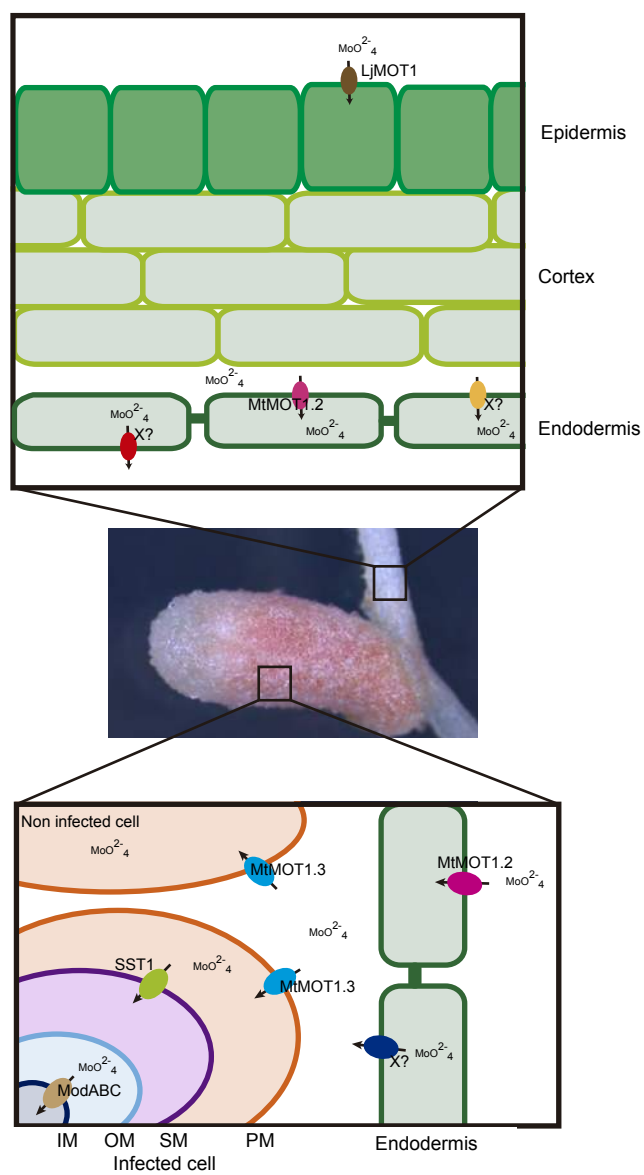 MoO²⁻₄
LjMOT1
Epidermis
Cortex
MoO²⁻₄
MtMOT1.2
X?
MoO²⁻₄
X?
MoO²⁻₄
MoO²⁻₄
Endodermis
Non infected cell
MoO²⁻₄
MtMOT1.3
MtMOT1.2
MoO²⁻₄
MoO²⁻₄
SST1
MoO²⁻₄
MtMOT1.3
MoO²⁻₄
X?
MoO²⁻₄
ModABC
IM OM SM PM Endodermis
Infected cell